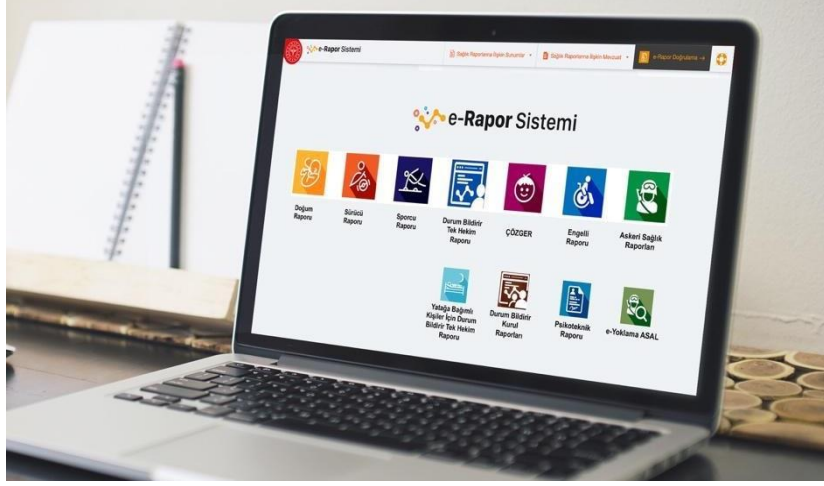 e-Rapor Sistemi
Sağlık Raporlarına İlişkin Sunumlar
Sağlık Raporlarına İlişkin Mevzuat
e-Rapor Doğrulama →
e-Rapor Sistemi
Doğum
Raporu
Sürücü
Raporu
Sporcu
Raporu
Durum Bildirir
Tek Hekim
Raporu
ÇÖZGER
Engelli
Raporu
Askeri Sağlık
Raporları
Yatağa Bağımlı
Kişiler İçin Durum
Bildirir Tek Hekim
Raporu
Durum Bildirir
Kurul
Raporları
Psikoteknik
Raporu
e-Yoklama ASAL